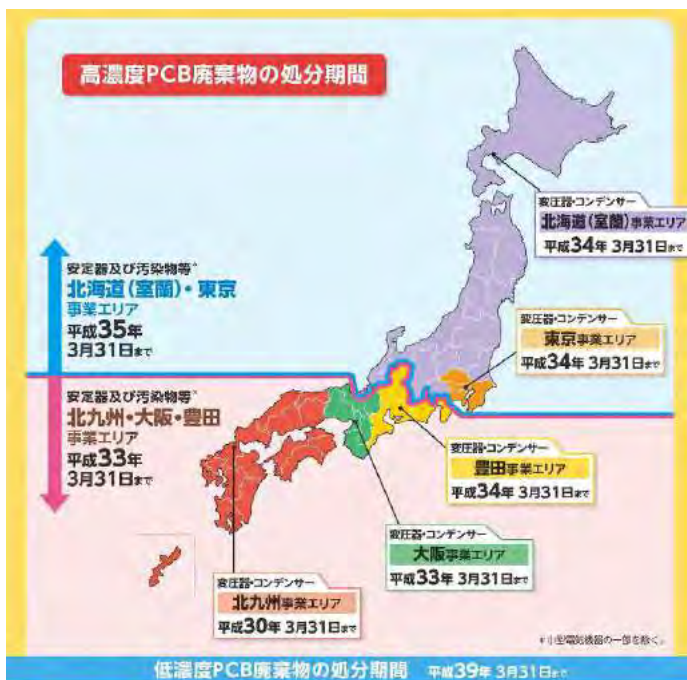 高濃度PCB廃棄物の処分期間
変圧器・コンデンサー
北海道(室蘭)事業エリア
平成34年 3月31日まで
安定器及び汚染物等*
北海道(室蘭)・東京
事業エリア
平成35年
3月31日まで
変圧器・コンデンサー
東京事業エリア
平成34年 3月31日まで
安定器及び汚染物等*
北九州・大阪・豊田
事業エリア
平成33年
3月31日まで
変圧器・コンデンサー
豊田事業エリア
平成34年 3月31日まで
変圧器・コンデンサー
大阪事業エリア
平成33年 3月31日まで
変圧器・コンデンサー
北九州事業エリア
平成30年 3月31日まで
*小型電気機器の一部を除く。
低濃度PCB廃棄物の処分期間 平成39年 3月31日まで